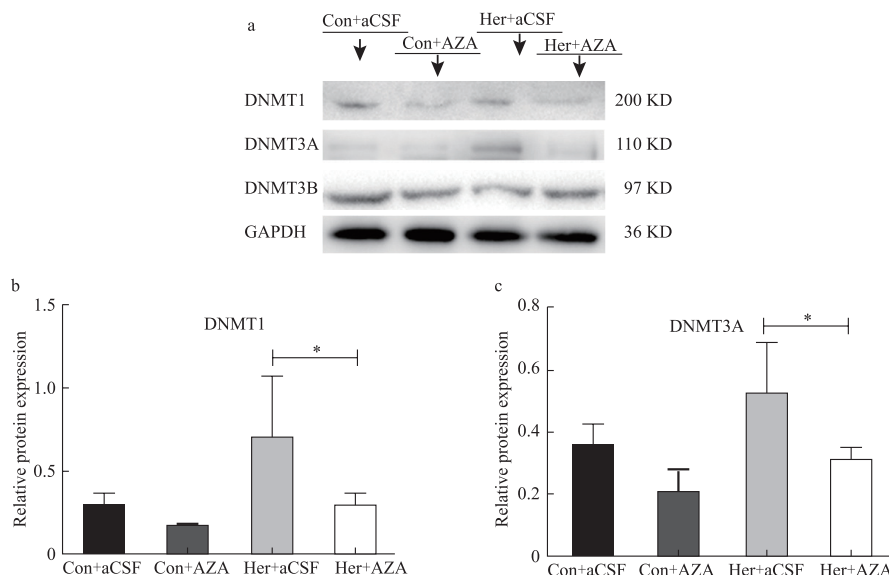 a
Con+aCSF
Con+AZA
Her+aCSF
Her+AZA
DNMT1
200 KD
DNMT3A
110 KD
DNMT3B
97 KD
GAPDH
36 KD
b
DNMT1
Relative protein expression
1.5
1.0
0.5
0
*
Con+aCSF Con+AZA Her+aCSF Her+AZA
c
DNMT3A
Relative protein expression
0.8
0.6
0.4
0.2
0
*
Con+aCSF Con+AZA Her+aCSF Her+AZA